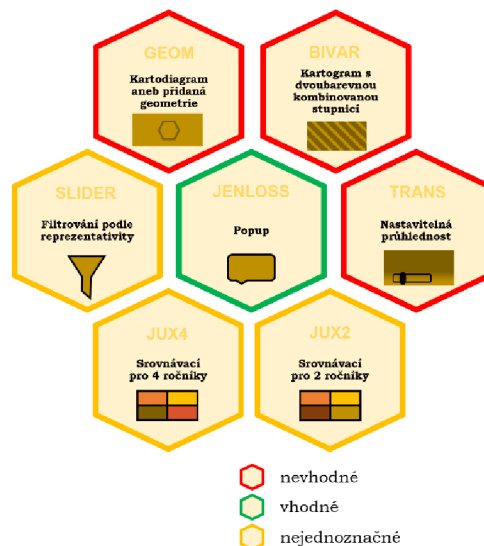 GEOM
Kartodiagram
aneb přidaná
geometrie
BIVAR
Kartogram s
dvoubarevnou
kombinovanou
stupnicí
SLIDER
Filtrování podle
reprezentativity
JENLOSS
Popup
TRANS
Nastavitelná
průhlednost
JUX4
Srovnávací
pro 4 ročníky
JUX2
Srovnávací
pro 2 ročníky
nevhodné
vhodné
nejednoznačné